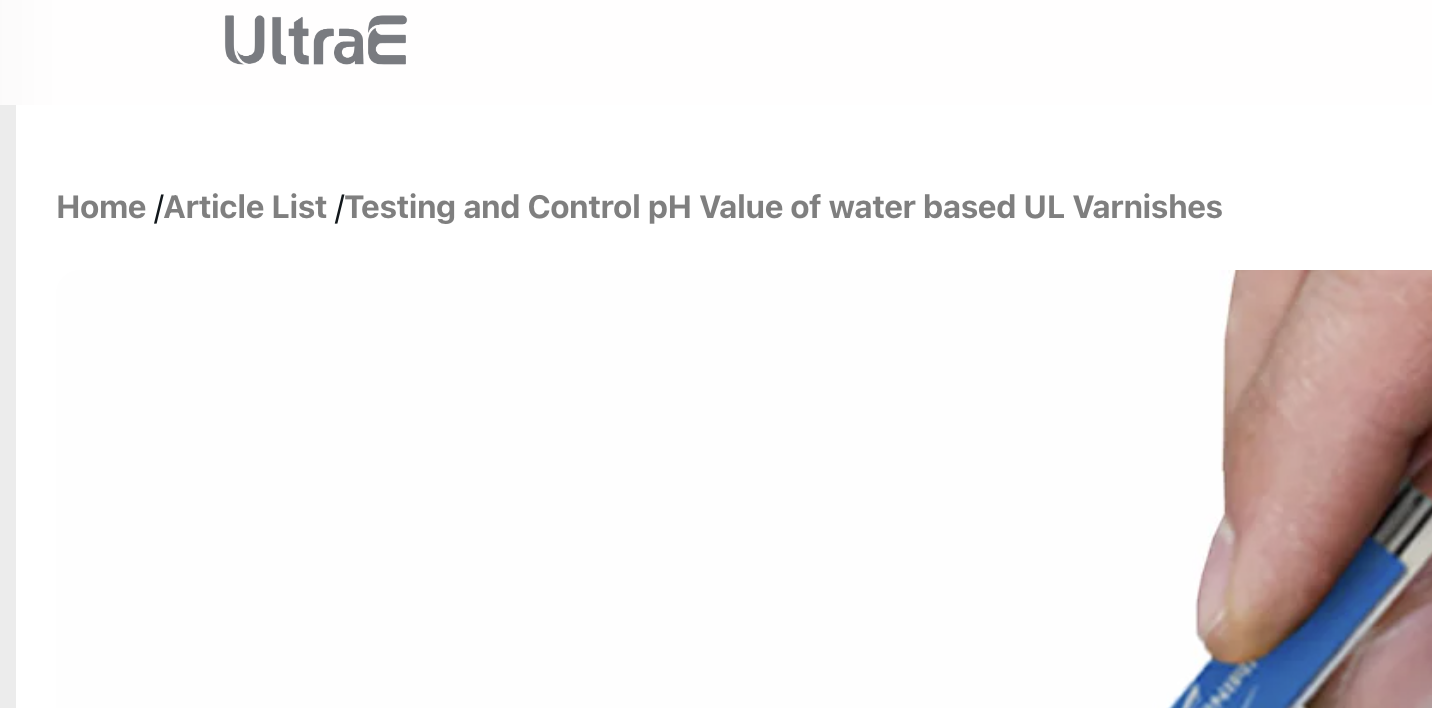 UltraE
Home /Article List /Testing and Control pH Value of water based UL Varnishes